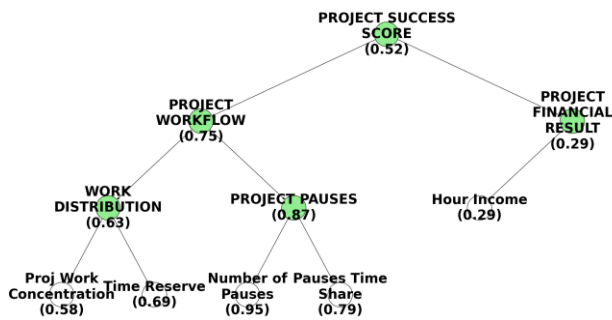 PROJECT SUCCESS
SCORE
(0.52)
PROJECT
WORKFLOW
(0.75)
PROJECT
FINANCIAL
RESULT
(0.29)
WORK
DISTRIBUTION
(0.63)
PROJECT PAUSES
(0.87)
Hour Income
(0.29)
Proj Work
Concentration
(0.58)
Time Reserve
(0.69)
Number of
Pauses
(0.95)
Pauses Time
Share
(0.79)